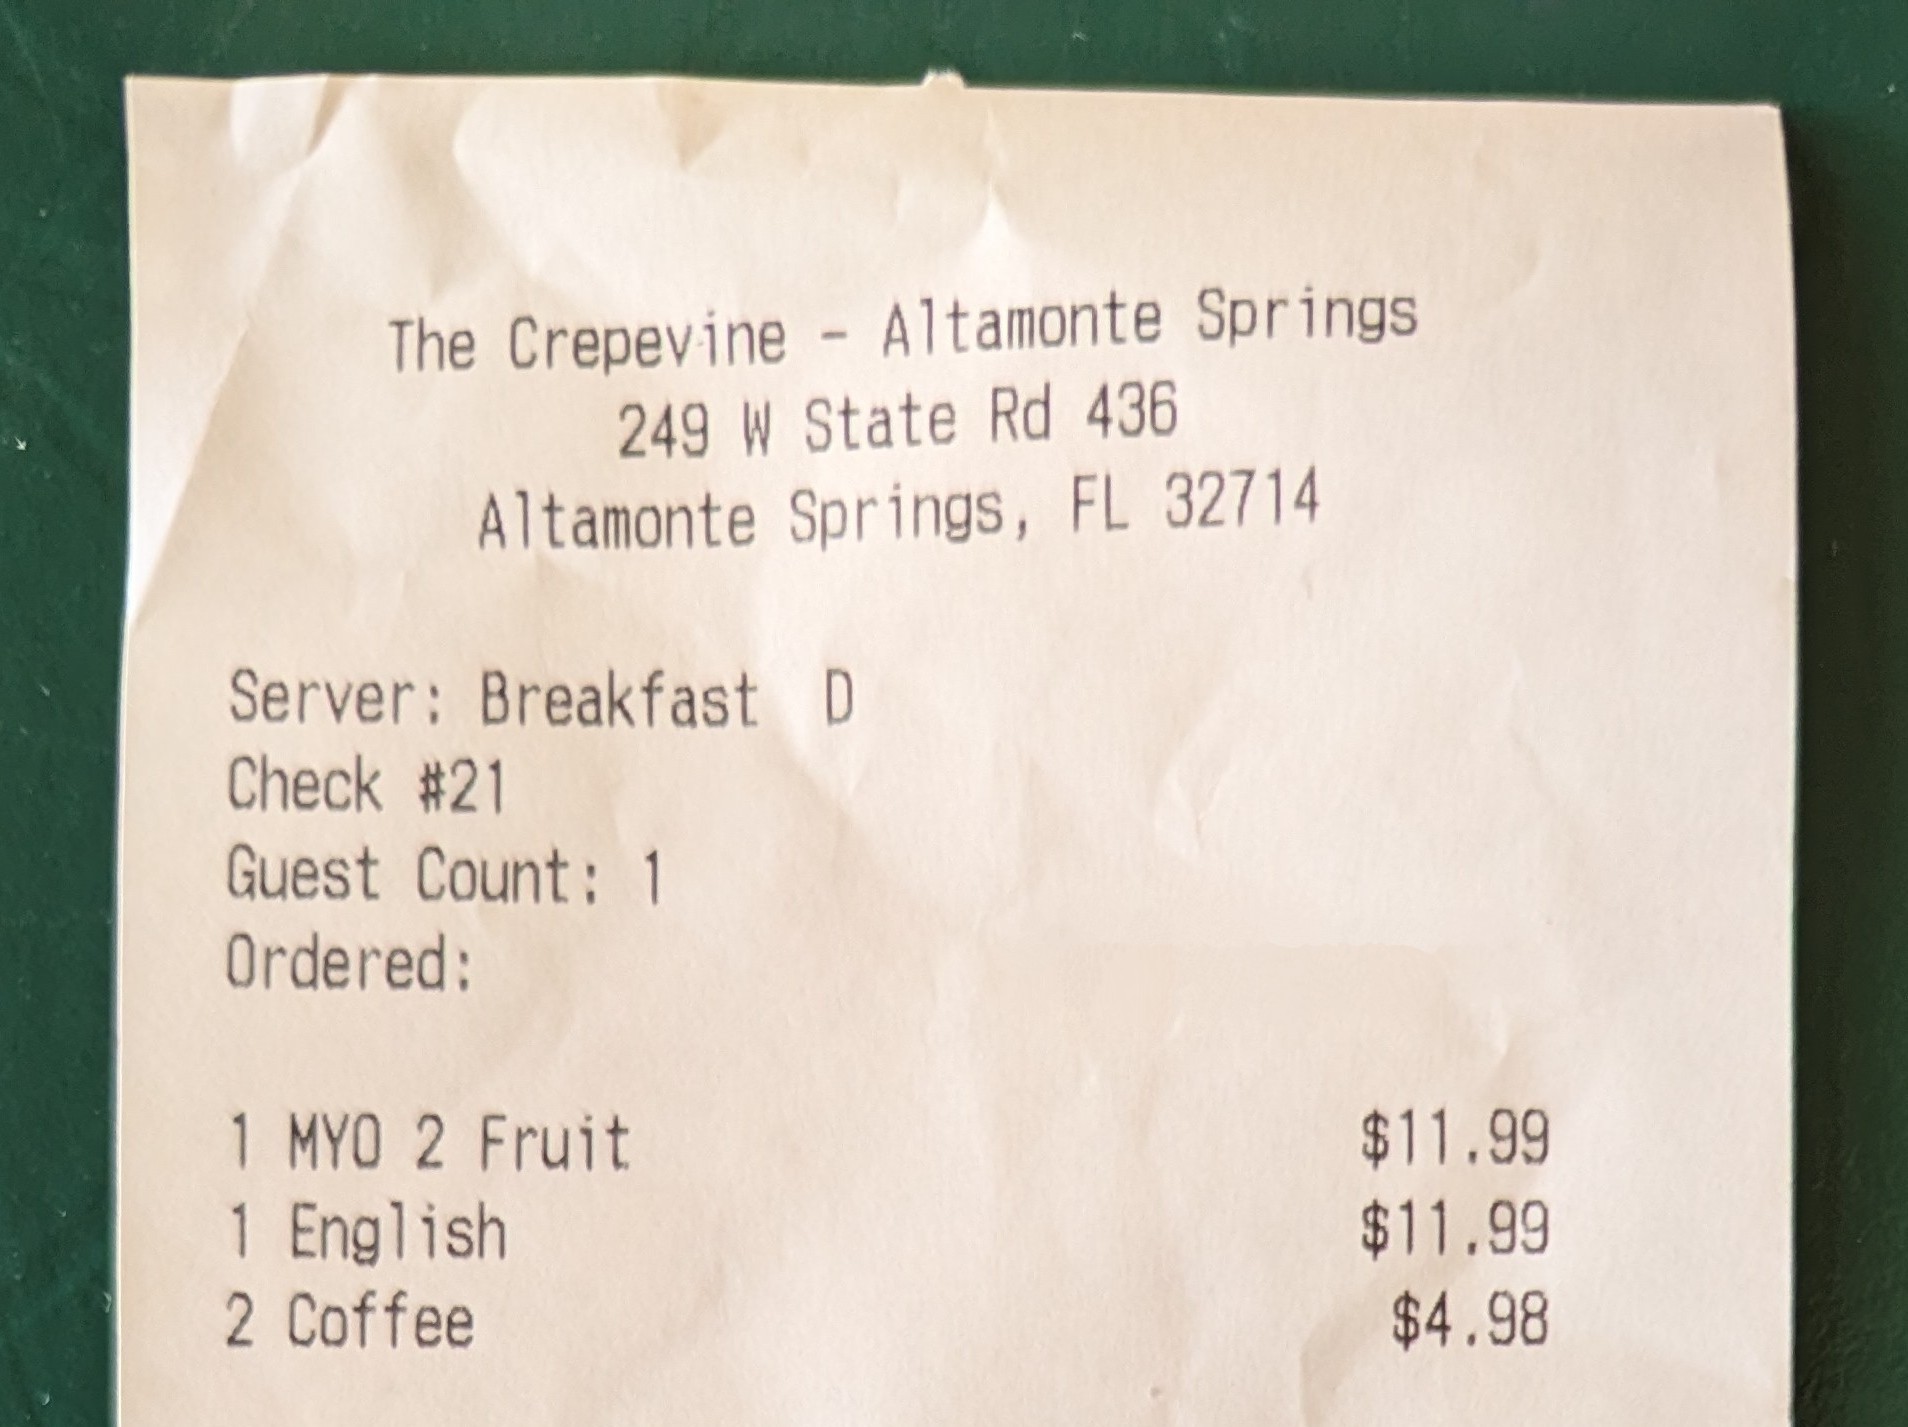 The Crepevine - Altamonte Springs
249 W State Rd 436
Altamonte Springs, FL 32714
Server: Breakfast D
Check #21
Guest Count: 1
Ordered:
1 MYO 2 Fruit $11.99
1 English $11.99
2 Coffee $4.98